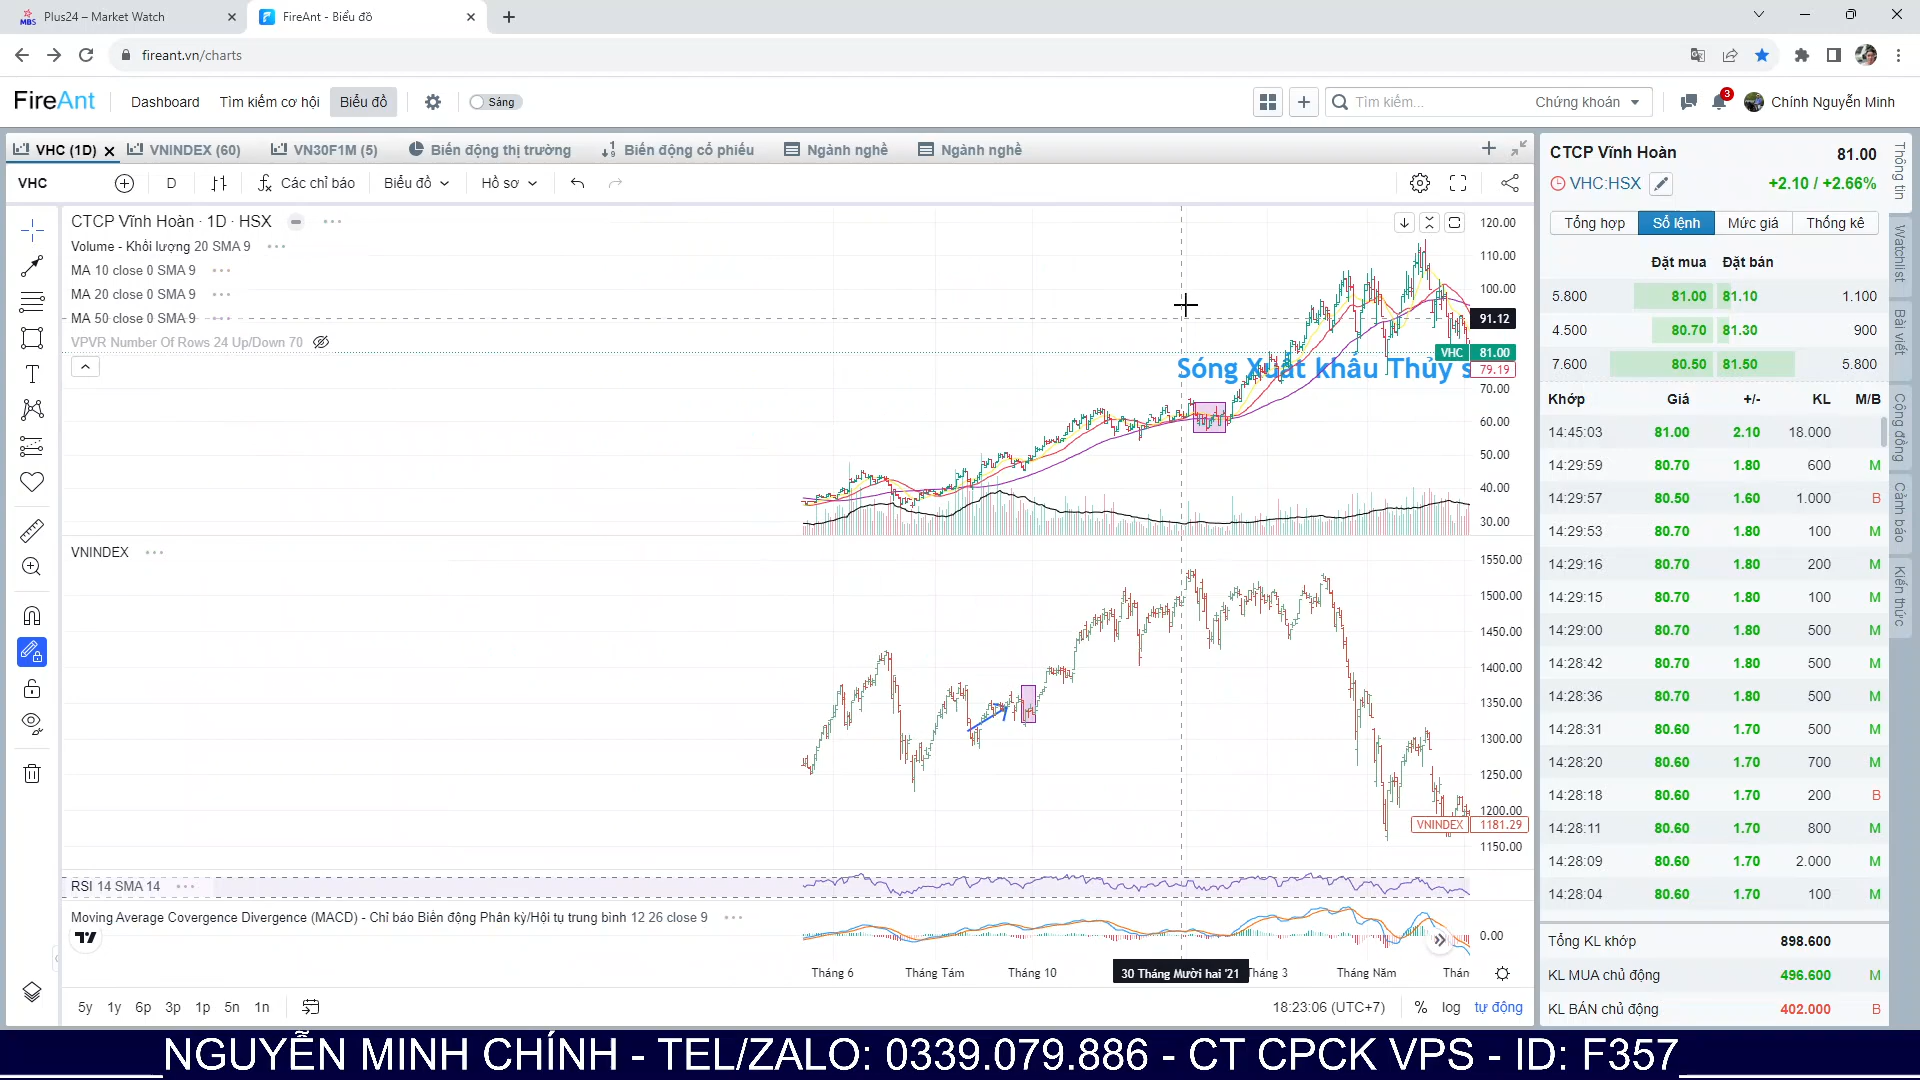 MBS Plus24 – Market Watch
FireAnt - Biểu đồ
fireant.vn/charts
FireAnt Dashboard Tìm kiếm cơ hội Biểu đồ Sáng Tìm kiếm... Chứng khoán 3 Chính Nguyễn Minh
VHC (1D) VNINDEX (60) VN30F1M (5) Biến động thị trường Biến động cổ phiếu Ngành nghề Ngành nghề
VHC D Các chỉ báo Biểu đồ Hồ sơ
CTCP Vĩnh Hoàn · 1D · HSX
Volume - Khối lượng 20 SMA 9
MA 10 close 0 SMA 9
MA 20 close 0 SMA 9
MA 50 close 0 SMA 9
VPVR Number Of Rows 24 Up/Down 70
Sóng Xuất khẩu Thủy s
120.00
110.00
100.00
91.12
VHC 81.00
79.19
70.00
60.00
50.00
40.00
30.00
VNINDEX
1550.00
1500.00
1450.00
1400.00
1350.00
1300.00
1250.00
1200.00
VNINDEX 1181.29
1150.00
RSI 14 SMA 14
Moving Average Covergence Divergence (MACD) - Chỉ báo Biến động Phân kỳ/Hội tụ trung bình 12 26 close 9
0.00
Tháng 6 Tháng Tám Tháng 10 30 Tháng Mười hai '21 Tháng 3 Tháng Năm Thán
5y 1y 6p 3p 1p 5n 1n 18:23:06 (UTC+7) % log tự động
CTCP Vĩnh Hoàn 81.00
VHC:HSX +2.10 / +2.66%
Tổng hợp Sổ lệnh Mức giá Thống kê
Đặt mua Đặt bán
5.800 81.00 81.10 1.100
4.500 80.70 81.30 900
7.600 80.50 81.50 5.800
Khớp Giá +/- KL M/B
14:45:03 81.00 2.10 18.000
14:29:59 80.70 1.80 600 M
14:29:57 80.50 1.60 1.000 B
14:29:53 80.70 1.80 100 M
14:29:16 80.70 1.80 200 M
14:29:15 80.70 1.80 100 M
14:29:00 80.70 1.80 500 M
14:28:42 80.70 1.80 500 M
14:28:36 80.70 1.80 500 M
14:28:31 80.60 1.70 500 M
14:28:20 80.60 1.70 700 M
14:28:18 80.60 1.70 200 B
14:28:11 80.60 1.70 800 M
14:28:09 80.60 1.70 2.000 M
14:28:04 80.60 1.70 100 M
Tổng KL khớp 898.600
KL MUA chủ động 496.600 M
KL BÁN chủ động 402.000 B
Thông tin
Watchlist
Bài viết
Cộng đồng
Cảnh báo
Kiến thức
NGUYỄN MINH CHÍNH - TEL/ZALO: 0339.079.886 - CT CPCK VPS - ID: F357